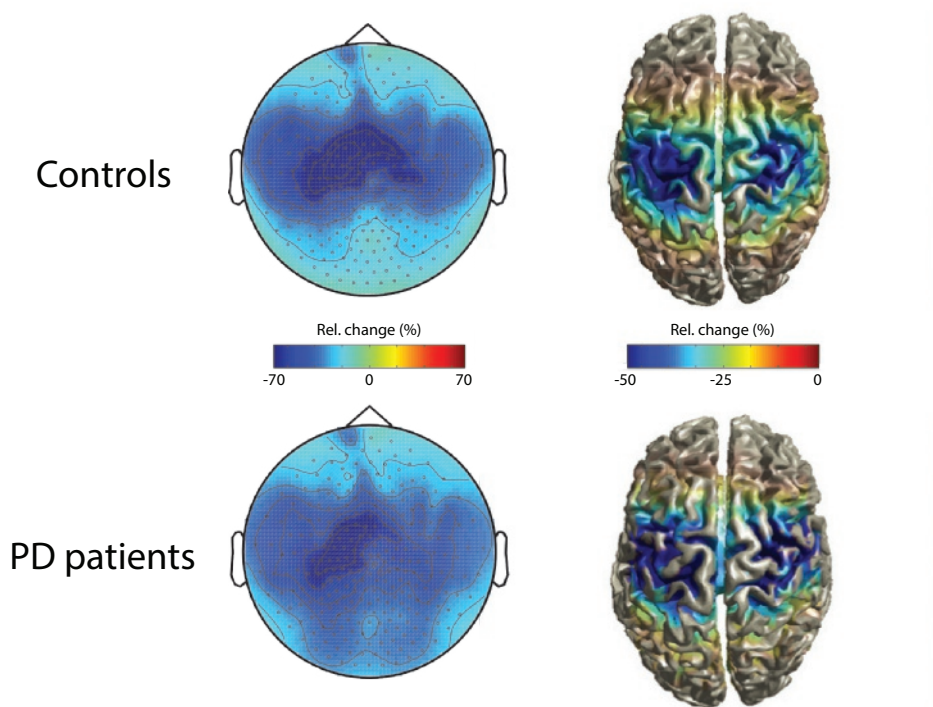 Controls
Rel. change (%)
-70 0 70
Rel. change (%)
-50 -25 0
PD patients